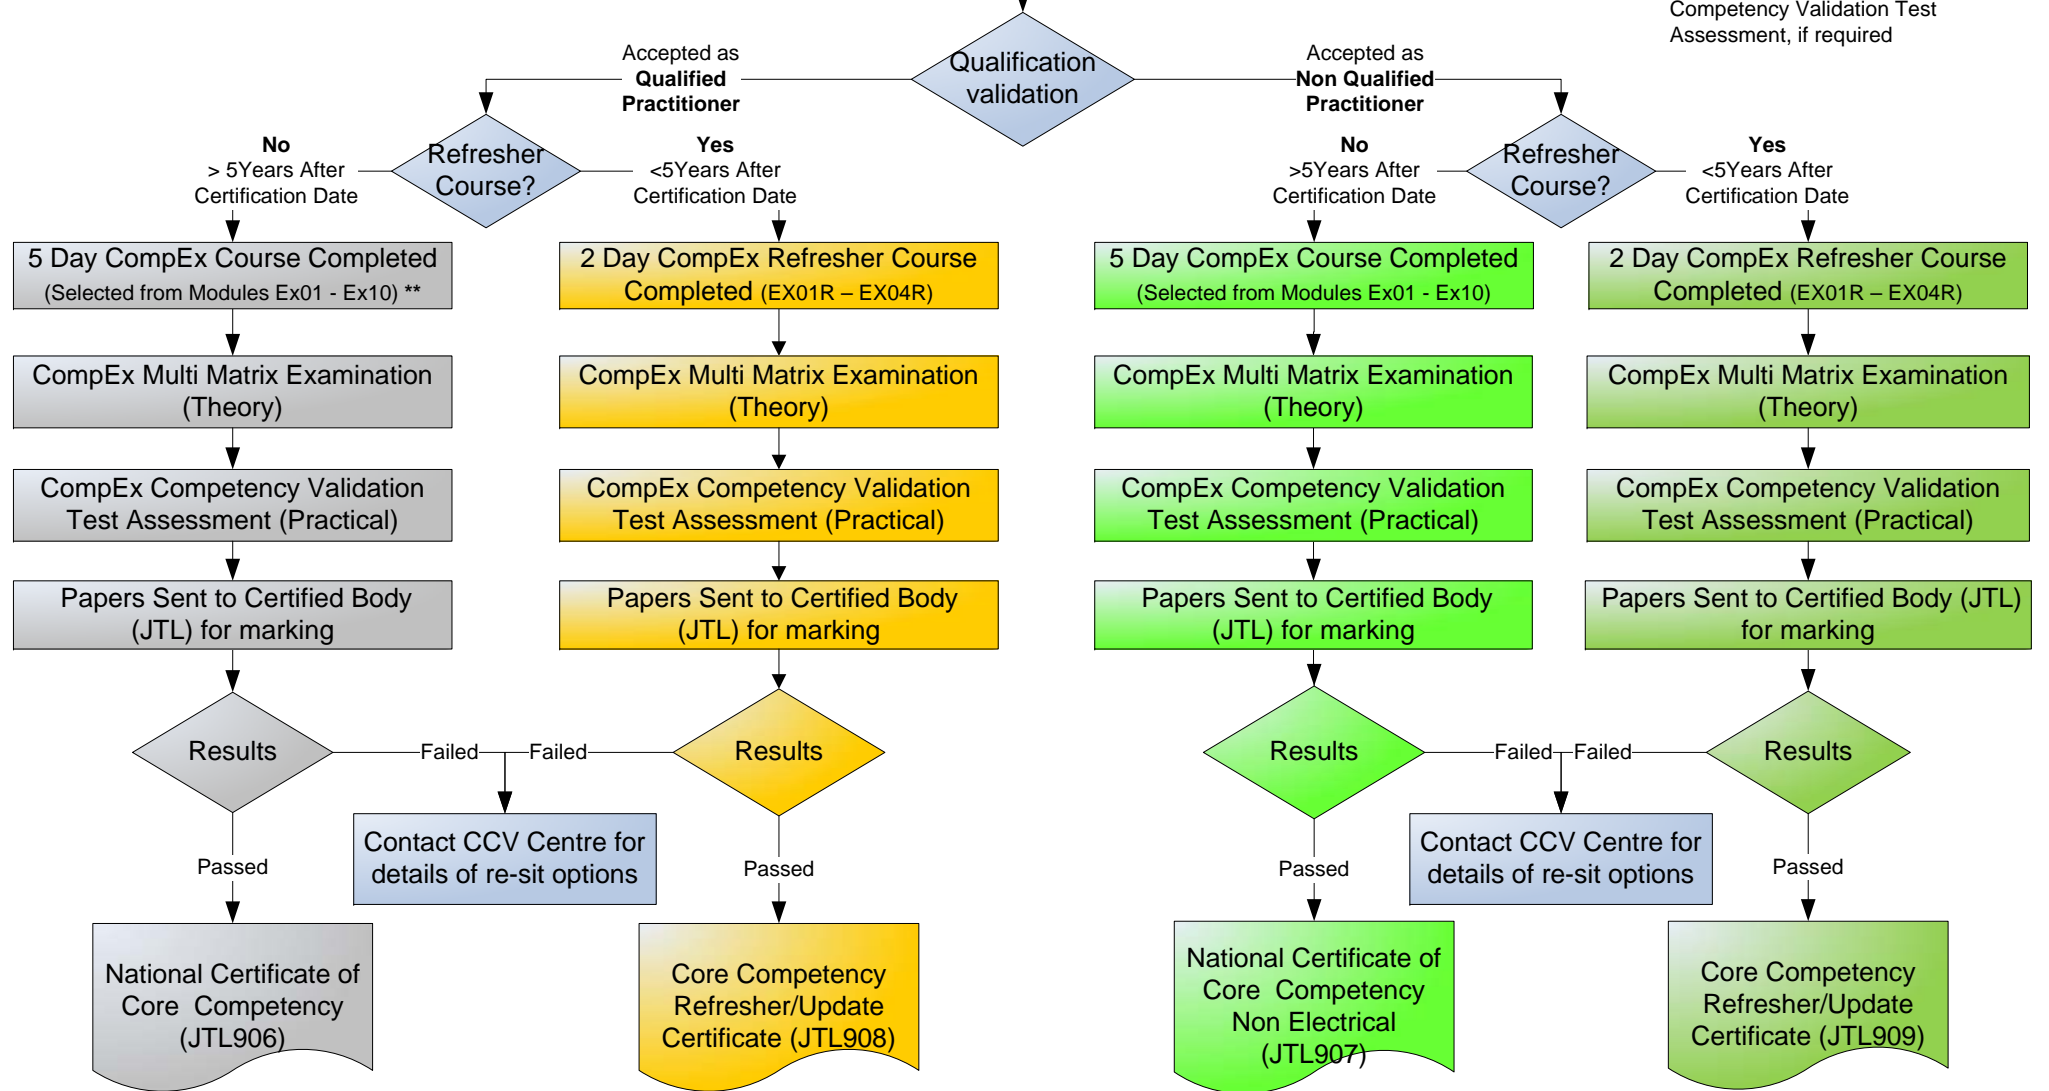 Competency Validation Test
Assessment, if required
Qualification
validation
Accepted as
Qualified
Practitioner
Accepted as
Non Qualified
Practitioner
Refresher
Course?
No
> 5Years After
Certification Date
Yes
<5Years After
Certification Date
Refresher
Course?
No
>5Years After
Certification Date
Yes
<5Years After
Certification Date
5 Day CompEx Course Completed
(Selected from Modules Ex01 - Ex10) **
2 Day CompEx Refresher Course
Completed (EX01R – EX04R)
5 Day CompEx Course Completed
(Selected from Modules Ex01 - Ex10)
2 Day CompEx Refresher Course
Completed (EX01R – EX04R)
CompEx Multi Matrix Examination
(Theory)
CompEx Multi Matrix Examination
(Theory)
CompEx Multi Matrix Examination
(Theory)
CompEx Multi Matrix Examination
(Theory)
CompEx Competency Validation
Test Assessment (Practical)
CompEx Competency Validation
Test Assessment (Practical)
CompEx Competency Validation
Test Assessment (Practical)
CompEx Competency Validation
Test Assessment (Practical)
Papers Sent to Certified Body
(JTL) for marking
Papers Sent to Certified Body
(JTL) for marking
Papers Sent to Certified Body
(JTL) for marking
Papers Sent to Certified Body (JTL)
for marking
Results
Failed
Failed
Results
Results
Failed
Failed
Results
Contact CCV Centre for
details of re-sit options
Contact CCV Centre for
details of re-sit options
Passed
Passed
Passed
Passed
National Certificate of
Core  Competency
(JTL906)
Core Competency
Refresher/Update
Certificate (JTL908)
National Certificate of
Core  Competency
Non Electrical
(JTL907)
Core Competency
Refresher/Update
Certificate (JTL909)